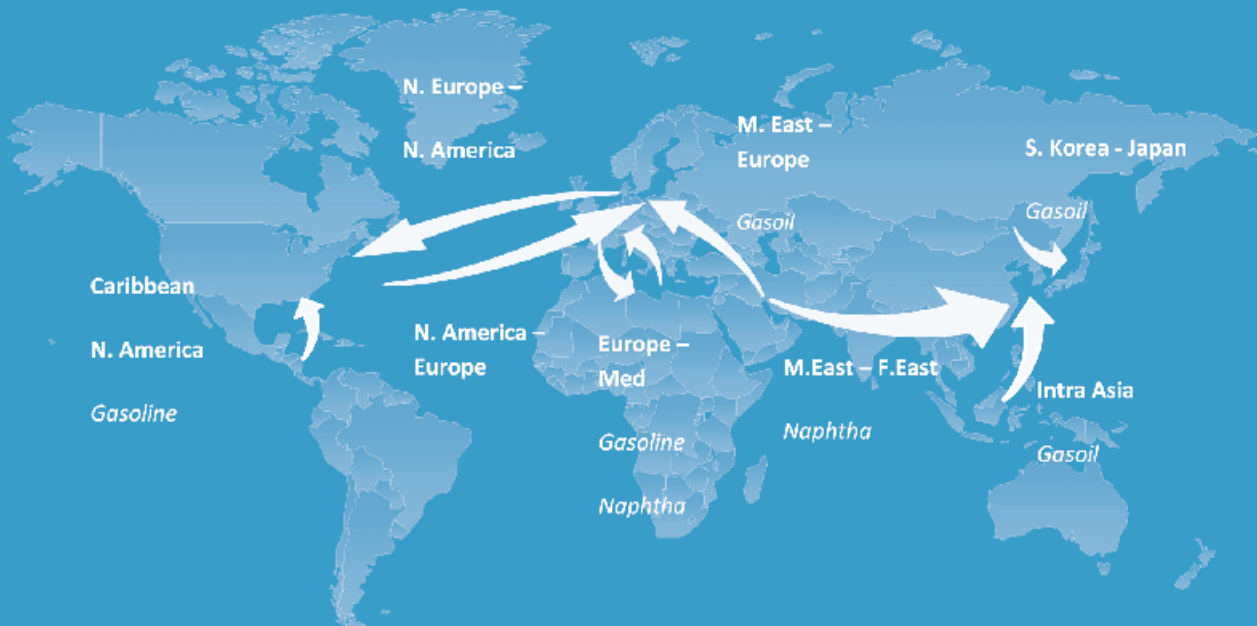 N. Europe –
N. America
M. East –
Europe
Gasoil
S. Korea - Japan
Gasoil
Caribbean
N. America
Gasoline
N. America –
Europe
Europe –
Med
Gasoline
Naphtha
M.East – F.East
Naphtha
Intra Asia
Gasoil